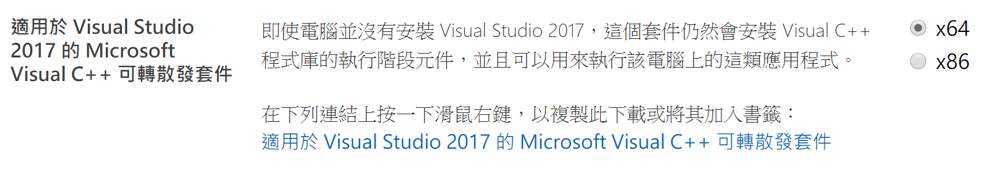 適用於 Visual Studio
2017 的 Microsoft
Visual C++ 可轉散發套件
即使電腦並沒有安裝 Visual Studio 2017，這個套件仍然會安裝 Visual C++
程式庫的執行階段元件，並且可以用來執行該電腦上的這類應用程式。
在下列連結上按一下滑鼠右鍵，以複製此下載或將其加入書籤：
適用於 Visual Studio 2017 的 Microsoft Visual C++ 可轉散發套件
x64
x86